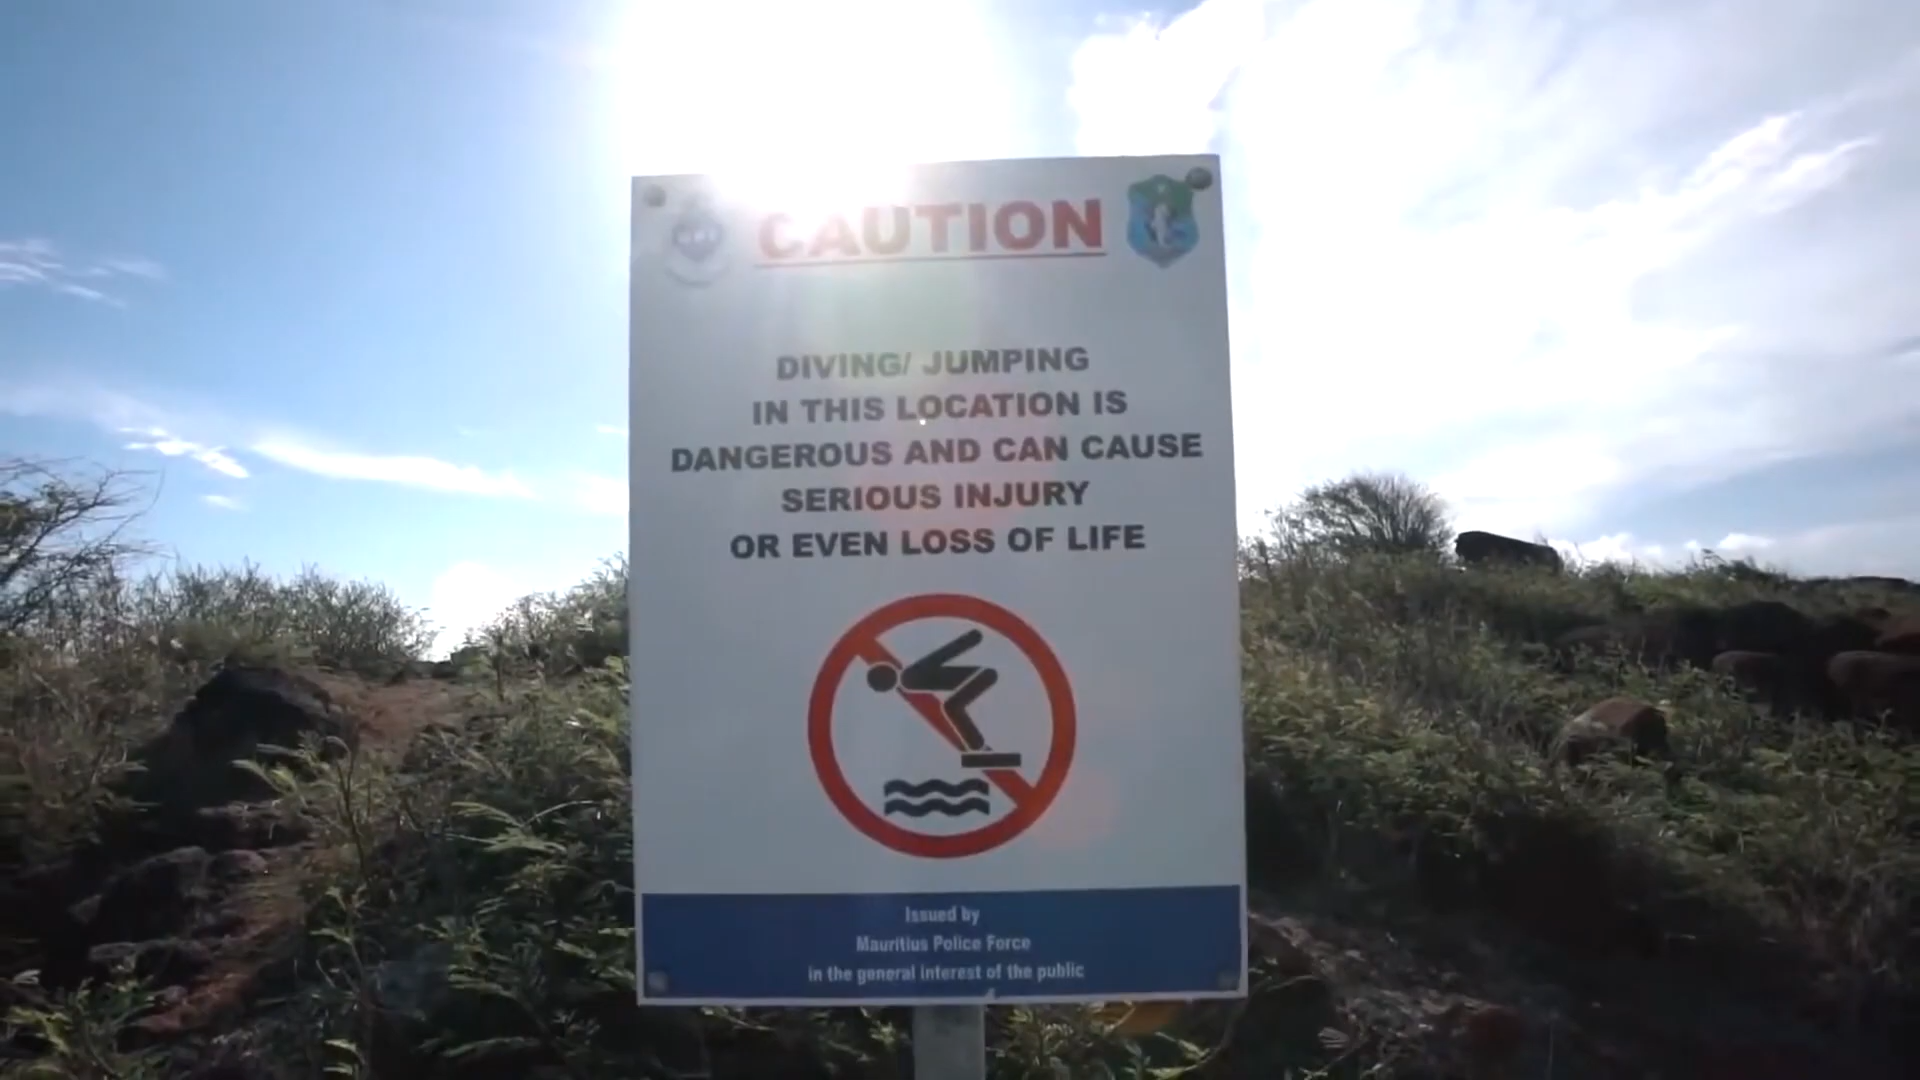 CAUTION
DIVING/ JUMPING
IN THIS LOCATION IS
DANGEROUS AND CAN CAUSE
SERIOUS INJURY
OR EVEN LOSS OF LIFE
Issued by
Mauritius Police Force
in the general interest of the public